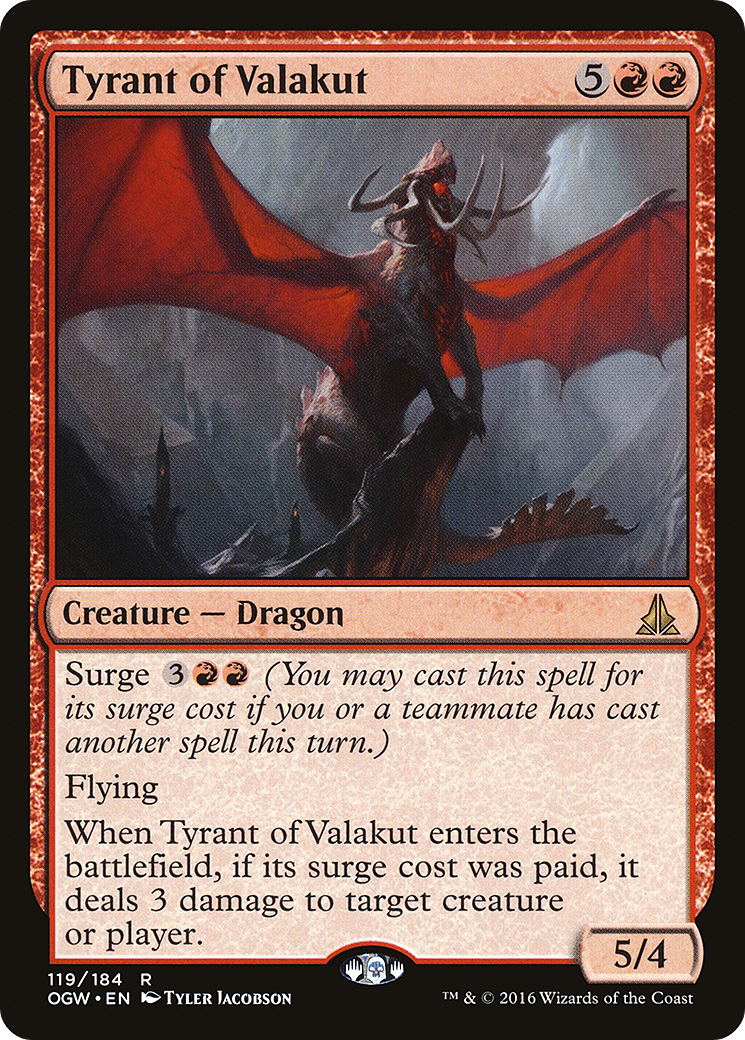 Tyrant of Valakut 5
Creature — Dragon
Surge 3 (You may cast this spell for
its surge cost if you or a teammate has cast
another spell this turn.)
Flying
When Tyrant of Valakut enters the
battlefield, if its surge cost was paid, it
deals 3 damage to target creature
or player.
5/4
119/184 R
OGW • EN Tyler Jacobson
™ & © 2016 Wizards of the Coast